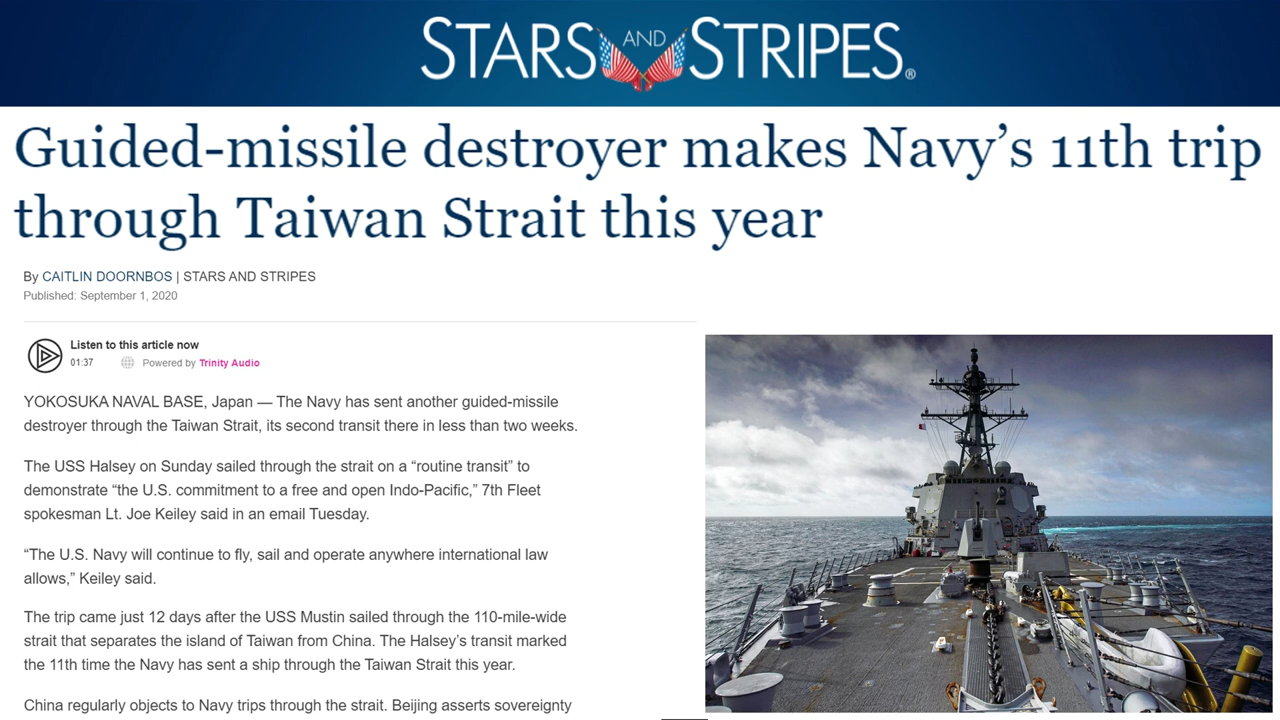 STARS AND STRIPES®
Guided-missile destroyer makes Navy’s 11th trip
through Taiwan Strait this year
By CAITLIN DOORNBOS | STARS AND STRIPES
Published: September 1, 2020
Listen to this article now
01:37 Powered by Trinity Audio
YOKOSUKA NAVAL BASE, Japan — The Navy has sent another guided-missile
destroyer through the Taiwan Strait, its second transit there in less than two weeks.
The USS Halsey on Sunday sailed through the strait on a “routine transit” to
demonstrate “the U.S. commitment to a free and open Indo-Pacific,” 7th Fleet
spokesman Lt. Joe Keiley said in an email Tuesday.
“The U.S. Navy will continue to fly, sail and operate anywhere international law
allows,” Keiley said.
The trip came just 12 days after the USS Mustin sailed through the 110-mile-wide
strait that separates the island of Taiwan from China. The Halsey’s transit marked
the 11th time the Navy has sent a ship through the Taiwan Strait this year.
China regularly objects to Navy trips through the strait. Beijing asserts sovereignty